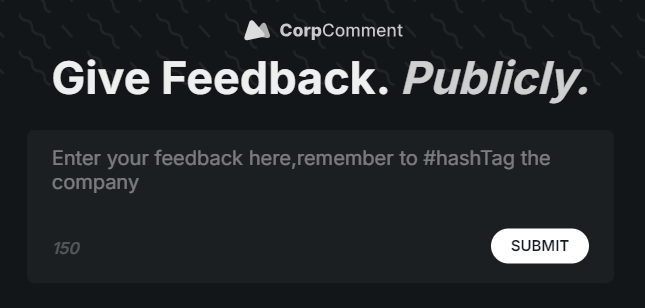 CorpComment
Give Feedback. Publicly.
Enter your feedback here,remember to #hashTag the
company
150
SUBMIT